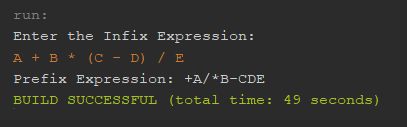 run:
Enter the Infix Expression:
A + B * (C - D) / E
Prefix Expression: +A/*B-CDE
BUILD SUCCESSFUL (total time: 49 seconds)